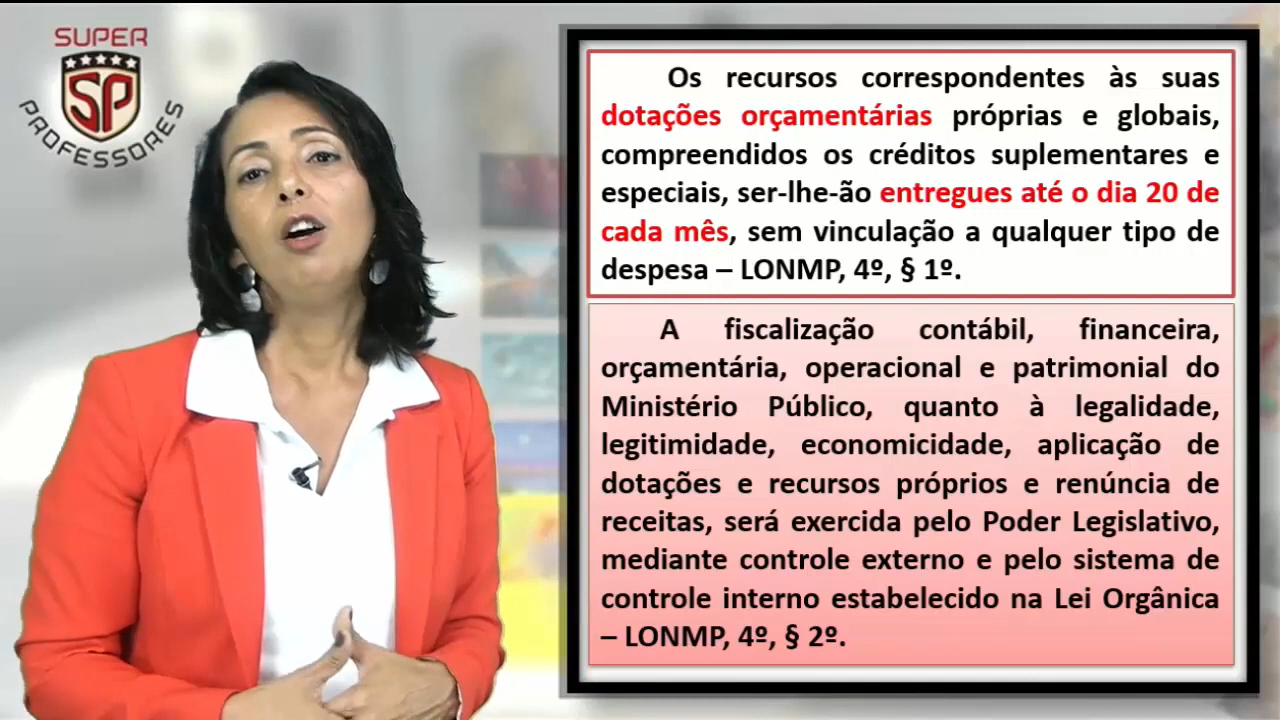 SUPER
SP
PROFESSORES
Os recursos correspondentes às suas
dotações orçamentárias próprias e globais,
compreendidos os créditos suplementares e
especiais, ser-lhe-ão entregues até o dia 20 de
cada mês, sem vinculação a qualquer tipo de
despesa – LONMP, 4º, § 1º.
A fiscalização contábil, financeira,
orçamentária, operacional e patrimonial do
Ministério Público, quanto à legalidade,
legitimidade, economicidade, aplicação de
dotações e recursos próprios e renúncia de
receitas, será exercida pelo Poder Legislativo,
mediante controle externo e pelo sistema de
controle interno estabelecido na Lei Orgânica
– LONMP, 4º, § 2º.